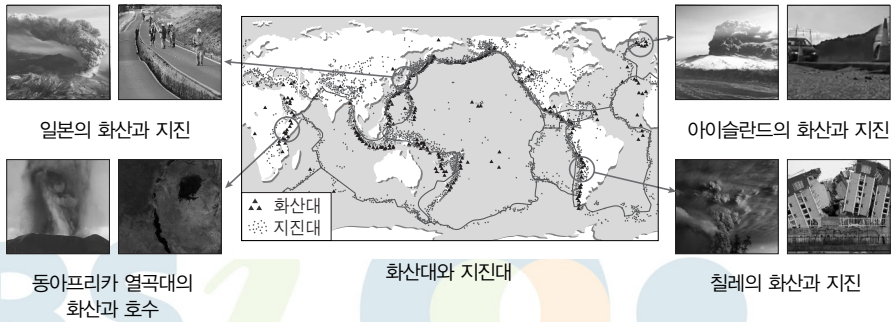 일본의 화산과 지진
아이슬란드의 화산과 지진
화산대
지진대
동아프리카 열곡대의
화산과 호수
화산대와 지진대
칠레의 화산과 지진